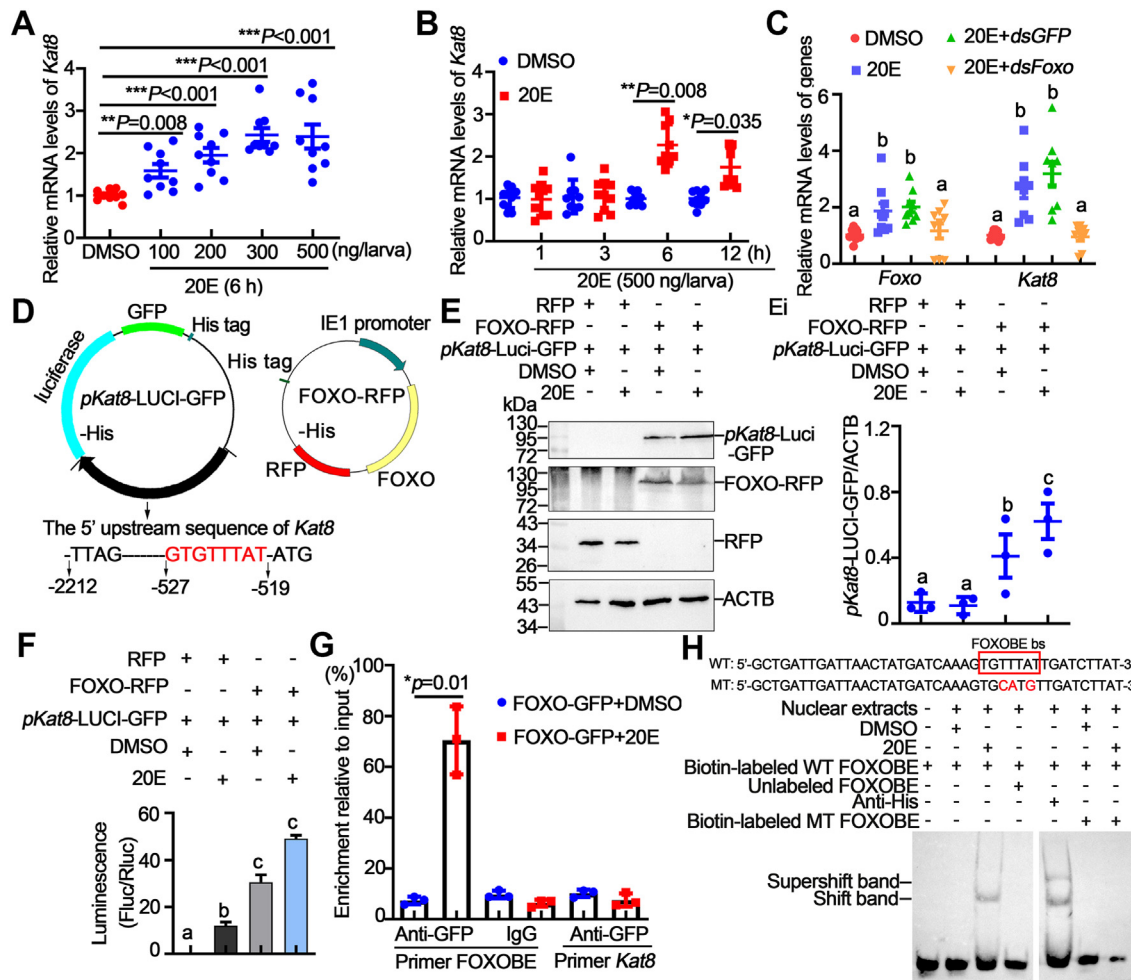 A
Relative mRNA levels of Kat8
***P<0.001
***P<0.001
***P<0.001
**P=0.008
4
3
2
1
0
DMSO 100 200 300 500 (ng/larva)
20E (6 h)
B
Relative mRNA levels of Kat8
DMSO
20E
**P=0.008
*P=0.035
4
3
2
1
0
1 3 6 12 (h)
20E (500 ng/larva)
C
Relative mRNA levels of genes
DMSO
20E
20E+dsGFP
20E+dsFoxo
6
4
2
0
a b b a a b b a
Foxo Kat8
D
GFP
His tag
luciferase
pKat8-LUCI-GFP
-His
IE1 promoter
His tag
FOXO-RFP
-His
RFP
FOXO
The 5' upstream sequence of Kat8
-TTAG-------GTGTTTAT-ATG
-2212 -527 -519
E
RFP + + - -
FOXO-RFP - - + +
pKat8-Luci-GFP + + + +
DMSO + - + -
20E - + - +
kDa
130
95
72
pKat8-Luci
-GFP
130
95
72
FOXO-RFP
43
34
26
RFP
55
43
34
ACTB
Ei
RFP + + - -
FOXO-RFP - - + +
pKat8-Luci-GFP + + + +
DMSO + - + -
20E - + - +
pKat8-LUCI-GFP/ACTB
1.2
0.8
0.4
0
a a b c
F
RFP + + - -
FOXO-RFP - - + +
pKat8-LUCI-GFP + + + +
DMSO + - + -
20E - + - +
Luminescence
(Fluc/Rluc)
60
40
20
0
a b c c
G
(%)
Enrichment relative to input
100
80
60
40
20
0
*p=0.01
FOXO-GFP+DMSO
FOXO-GFP+20E
Anti-GFP IgG Anti-GFP
Primer FOXOBE Primer Kat8
H
FOXOBE bs
WT: 5'-GCTGATTGATTAACTATGATCAAAGTGTTTATTGATCTTAT-3
MT: 5'-GCTGATTGATTAACTATGATCAAAGTGCATGTTGATCTTAT-3
Nuclear extracts - + + + + + +
DMSO - + - - - + -
20E - - + + + - +
Biotin-labeled WT FOXOBE + + + + + - -
Unlabeled FOXOBE - - - + - - -
Anti-His - - - - + - -
Biotin-labeled MT FOXOBE - - - - - + +
Supershift band
Shift band